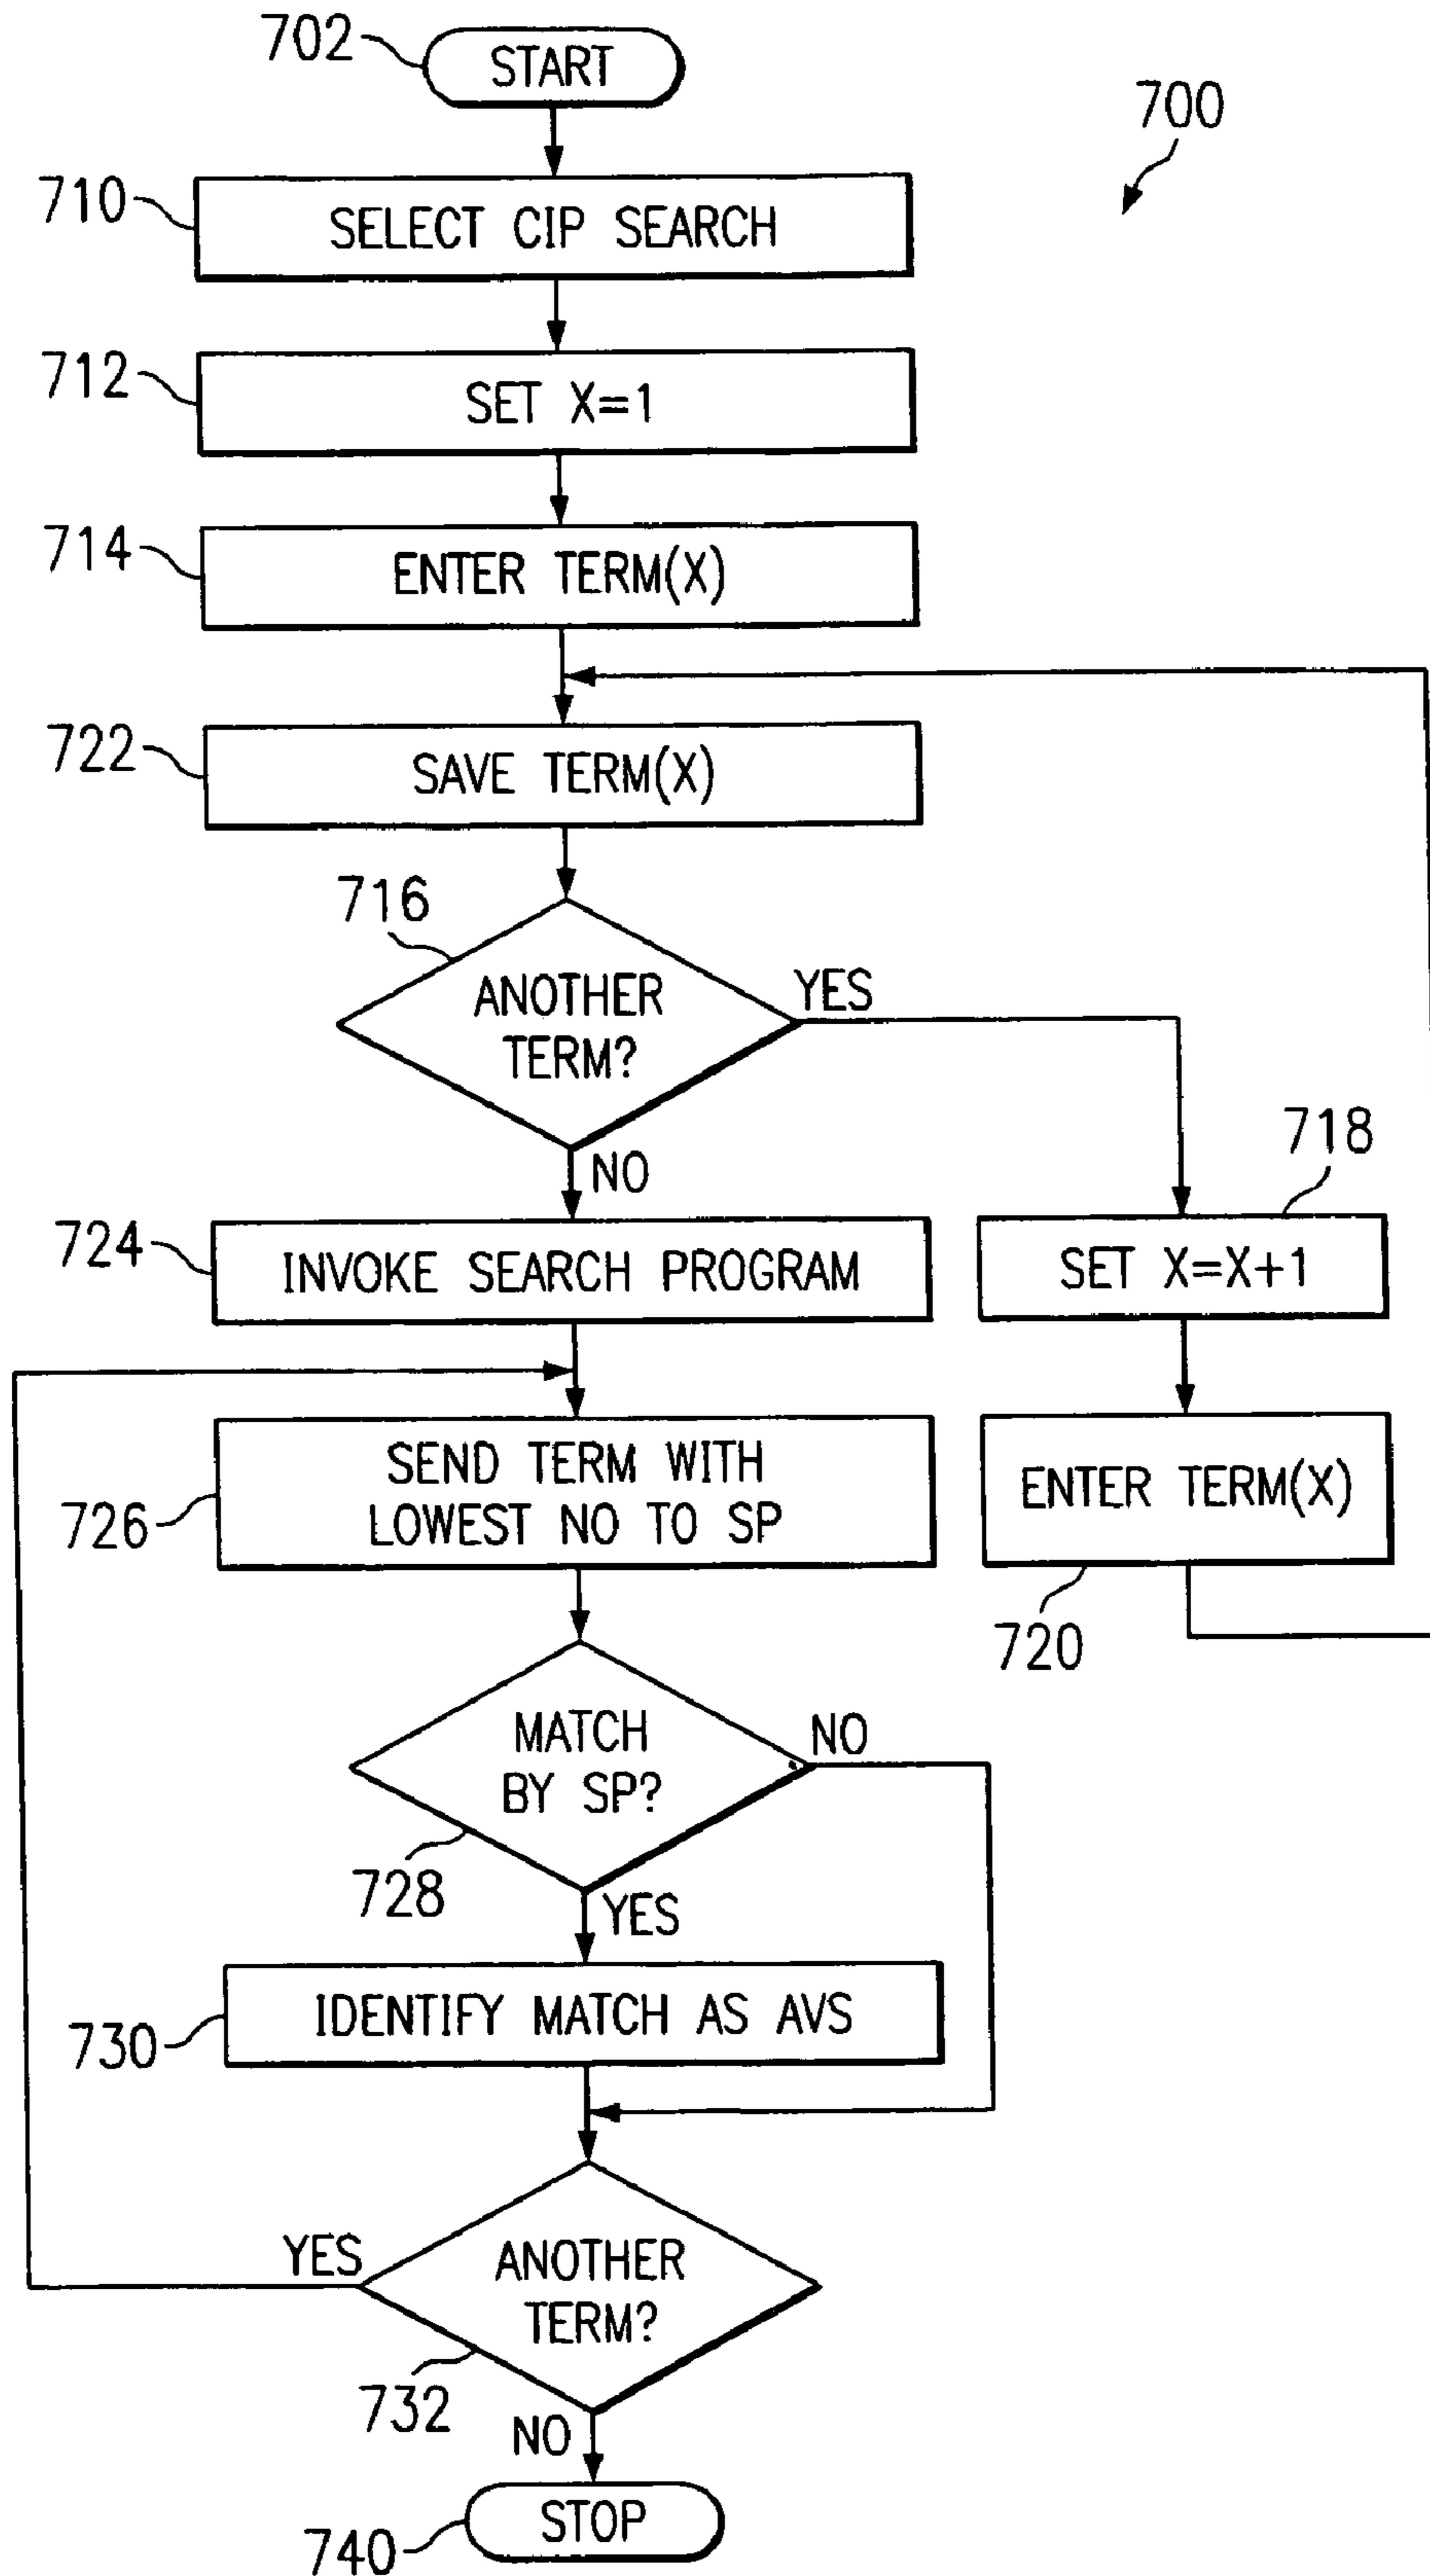 702
START
700
710
SELECT CIP SEARCH
712
SET X=1
714
ENTER TERM(X)
722
SAVE TERM(X)
716
ANOTHER
TERM?
YES
NO
718
SET X=X+1
724
INVOKE SEARCH PROGRAM
726
SEND TERM WITH
LOWEST NO TO SP
ENTER TERM(X)
720
MATCH
BY SP?
NO
728
YES
730
IDENTIFY MATCH AS AVS
YES
ANOTHER
TERM?
732
NO
740
STOP